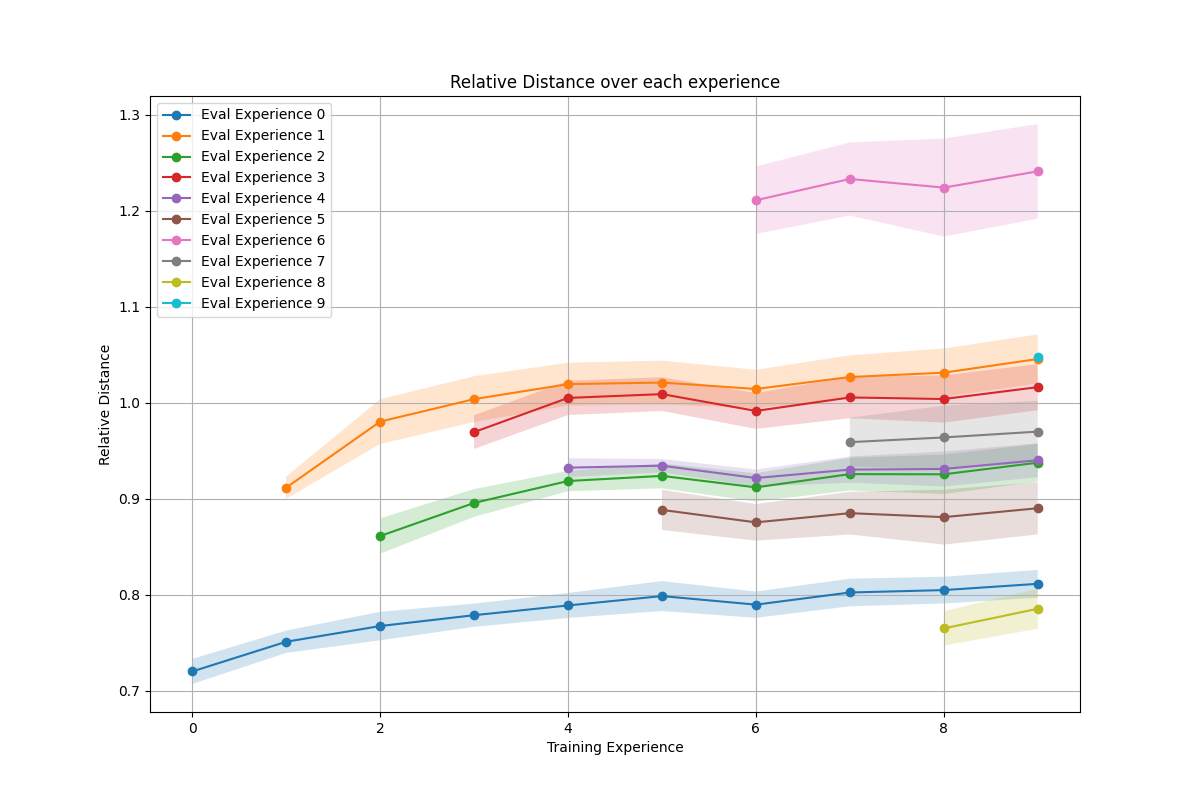 Relative Distance over each experience
1.3
1.2
1.1
1.0
0.9
0.8
0.7
Relative Distance
Eval Experience 0
Eval Experience 1
Eval Experience 2
Eval Experience 3
Eval Experience 4
Eval Experience 5
Eval Experience 6
Eval Experience 7
Eval Experience 8
Eval Experience 9
0 2 4 6 8
Training Experience